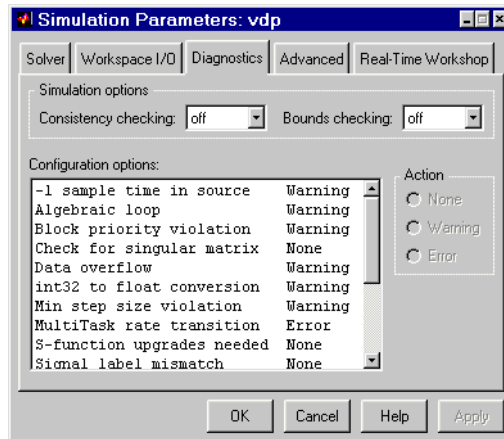 Simulation Parameters: vdp
Solver Workspace I/O Diagnostics Advanced Real-Time Workshop
Simulation options
Consistency checking: off Bounds checking: off
Configuration options:
Action
-1 sample time in source Warning
Algebraic loop Warning
Block priority violation Warning
Check for singular matrix None
Data overflow Warning
int32 to float conversion Warning
Min step size violation Warning
MultiTask rate transition Error
S-function upgrades needed None
Signal label mismatch None
None
Warning
Error
OK Cancel Help Apply